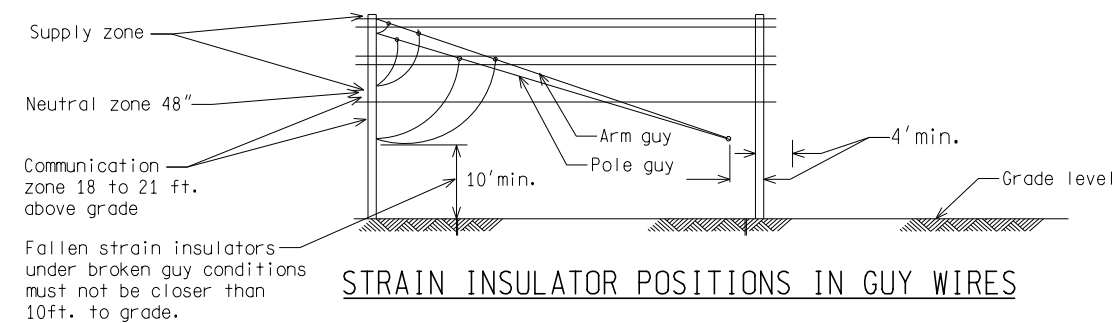 Supply zone
Neutral zone 48"
Communication
zone 18 to 21 ft.
above grade
Fallen strain insulators
under broken guy conditions
must not be closer than
10ft. to grade.
10'min.
Arm guy
Pole guy
4'min.
Grade level
STRAIN INSULATOR POSITIONS IN GUY WIRES